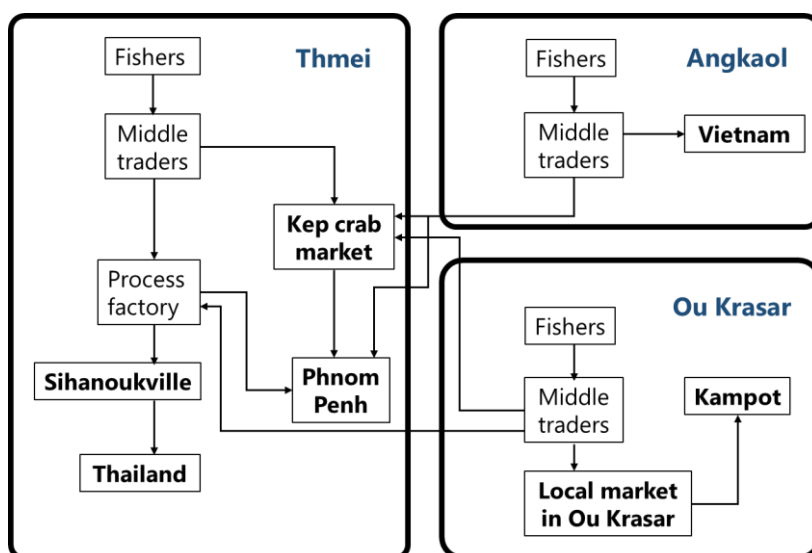 Thmei
Fishers
Middle
traders
Kep crab
market
Process
factory
Sihanoukville
Phnom
Penh
Thailand
Angkaol
Fishers
Middle
traders
Vietnam
Ou Krasar
Fishers
Middle
traders
Kampot
Local market
in Ou Krasar